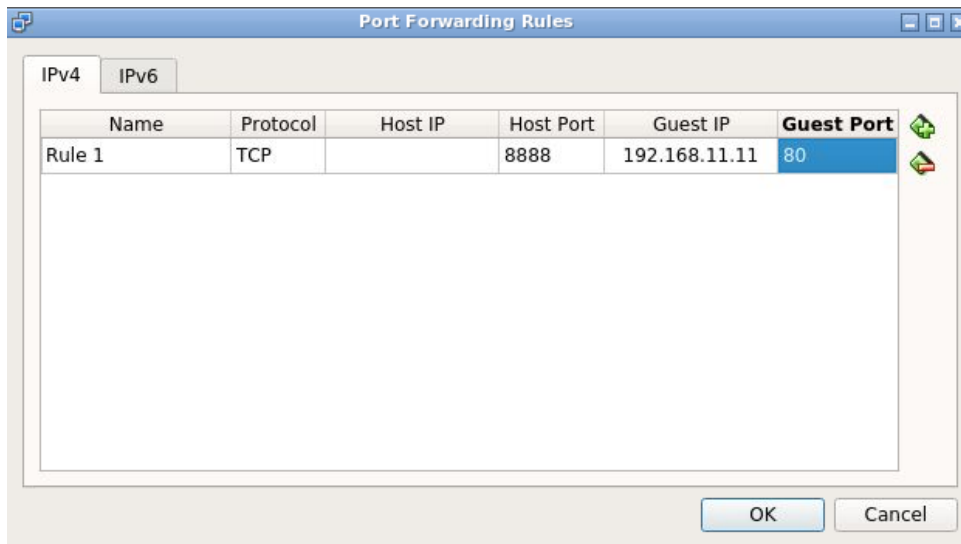 Port Forwarding Rules
IPv4 IPv6
Name Protocol Host IP Host Port Guest IP Guest Port
Rule 1 TCP 8888 192.168.11.11 80
OK Cancel